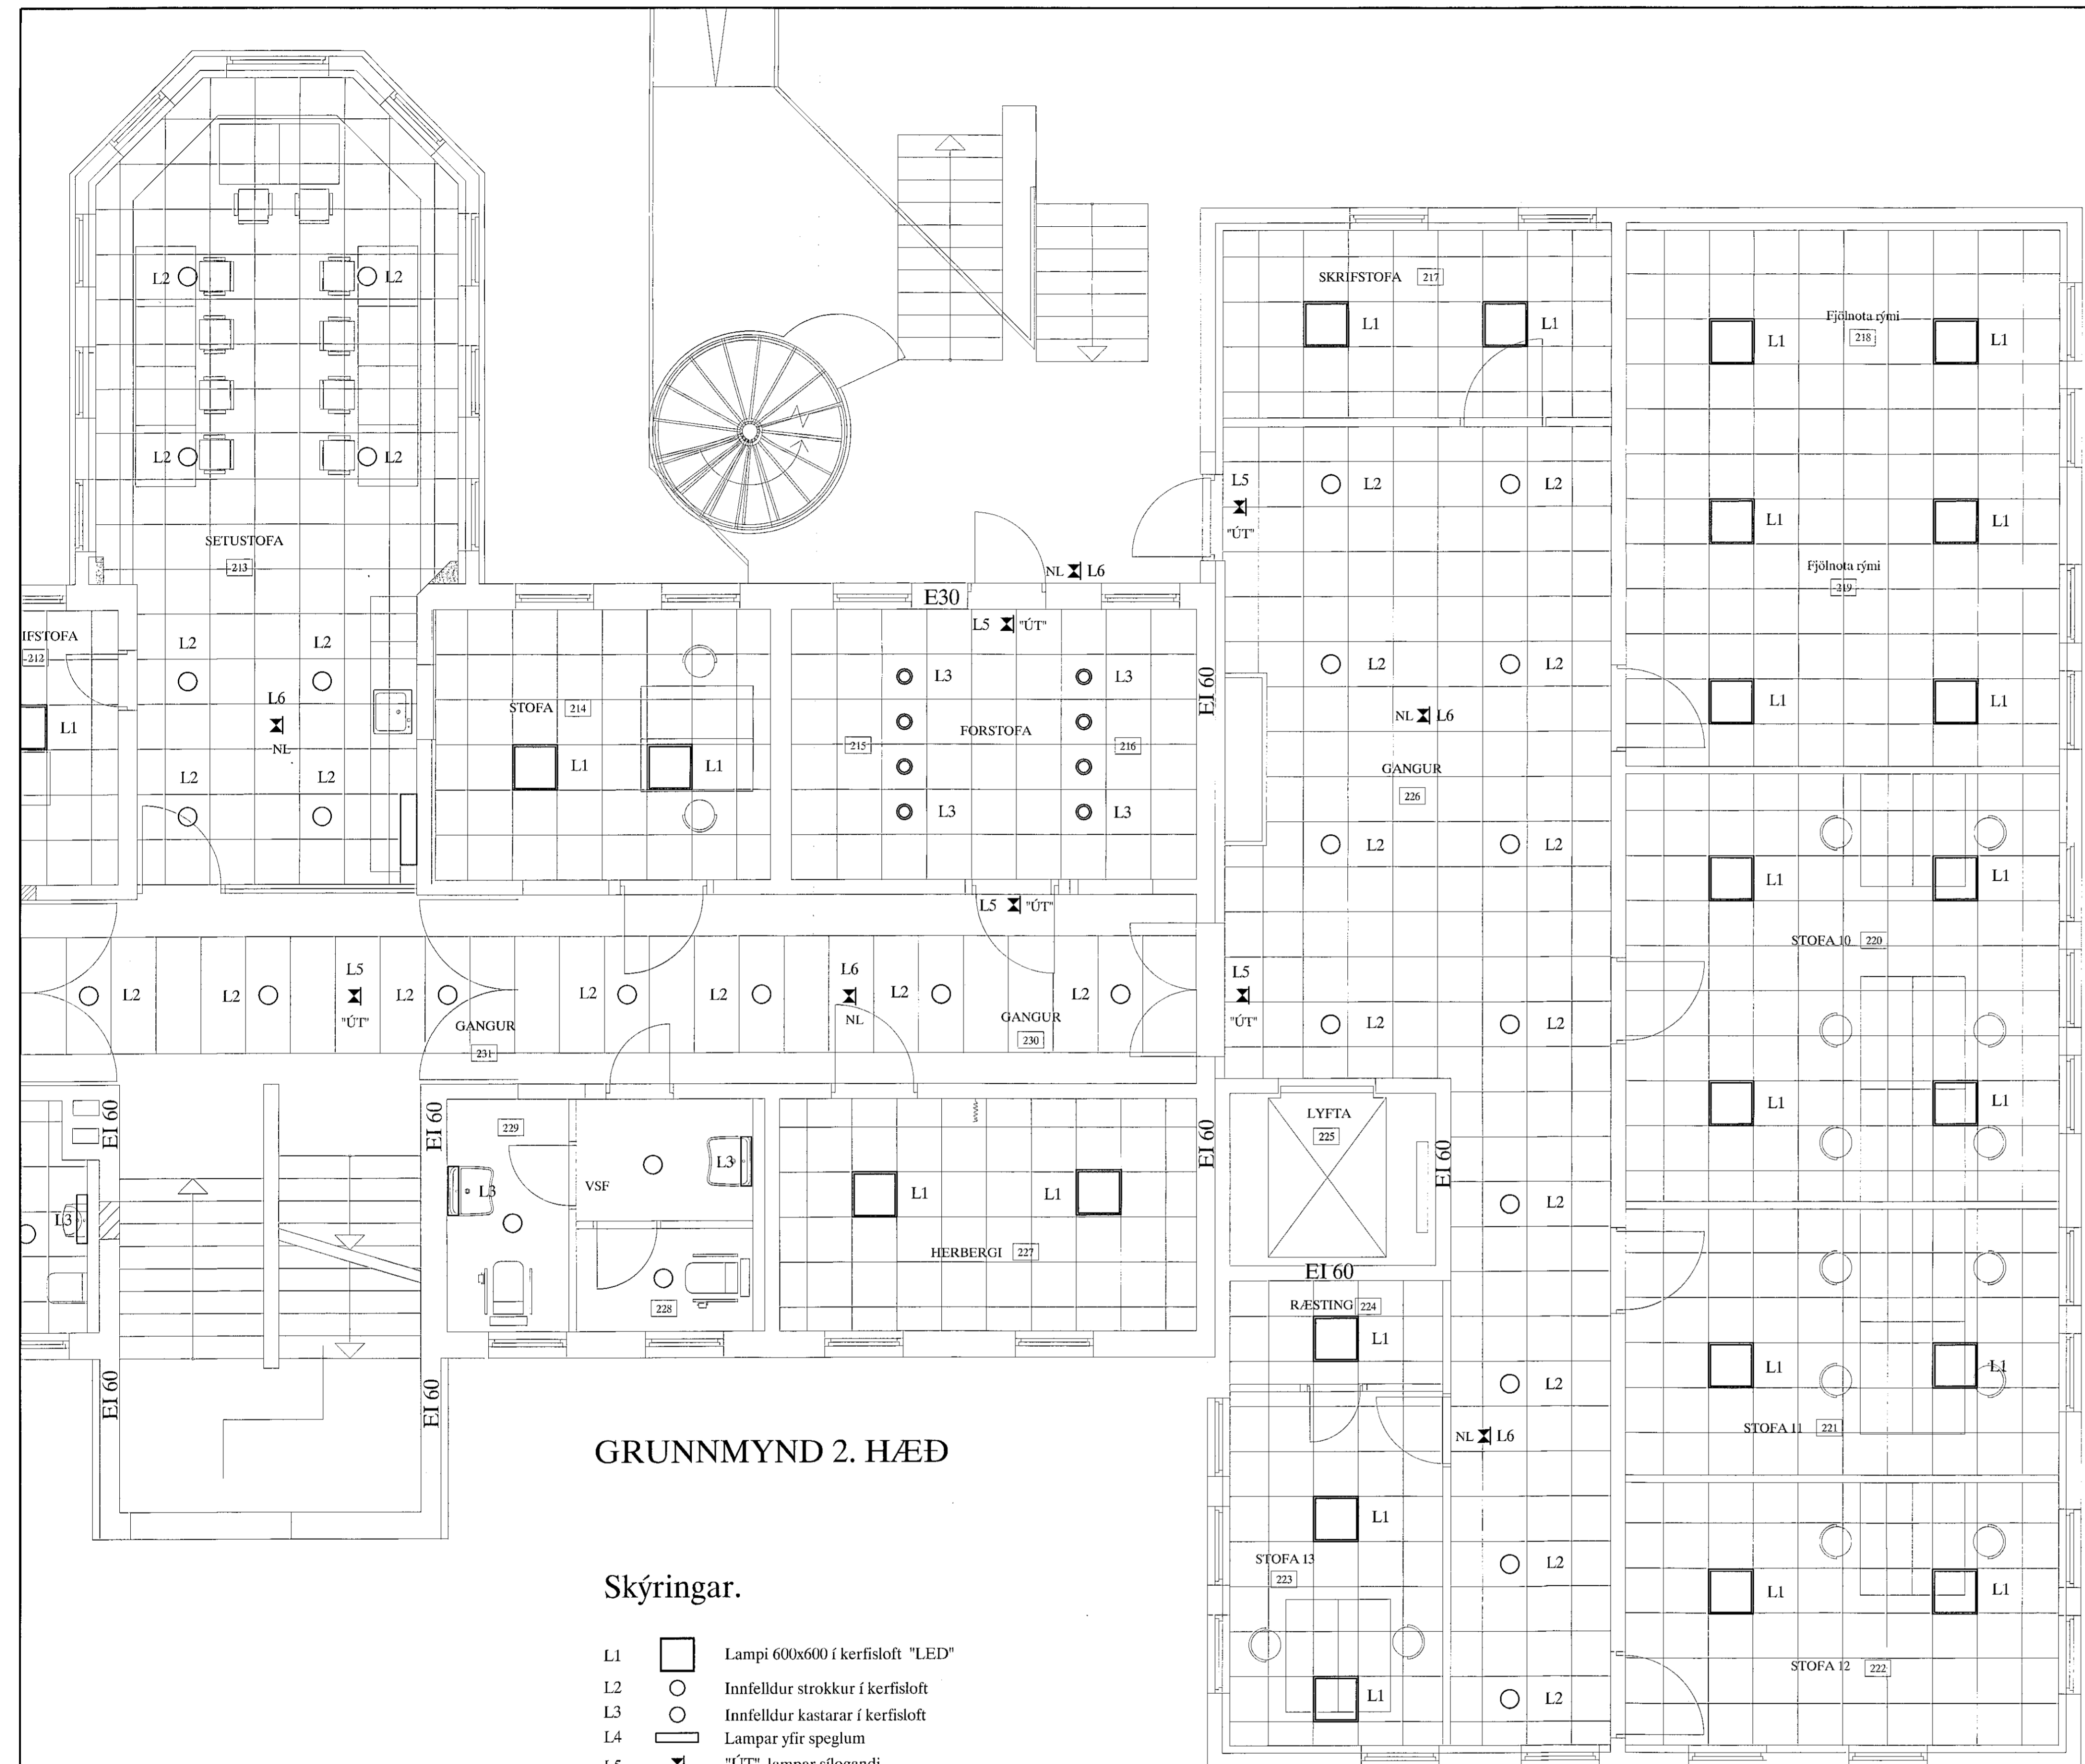 SKRIFSTOFA 217
L1 L1
Fjölnota rými
218
L1 L1
L2 L2
L2 L2
L5
"ÚT"
L2 L2
L1 L1
SETUSTOFA
213
Fjölnota rými
219
NL L6
E30
L5 "ÚT"
IFSTOFA
212
L1
L2 L2
L6
NL
L2 L2
STOFA 214
L1 L1
L3 L3
FORSTOFA
215 216
L3 L3
EI 60
L2 L2
NL L6
GANGUR
226
L1 L1
L2 L2
L1 L1
STOFA 10 220
L5 "ÚT"
L2 L2
L5
"ÚT"
L2
L2
L2
L6
NL
L2
L2
GANGUR
231
GANGUR
230
L5
"ÚT"
L2 L2
L1 L1
EI 60
EI 60
229
VSF
L3
L3
L3
228
L1 L1
HERBERGI 227
EI 60
LYFTA
225
EI 60
L2
EI 60
RÆSTING 224
L1
L2
L1 L1
STOFA 11 221
EI 60
EI 60
NL L6
L1
STOFA 13
223
L2
L1 L1
L1
L2
STOFA 12 222
GRUNNMYND 2. HÆÐ
Skýringar.
L1 Lampi 600x600 í kerfisloft "LED"
L2 Innfelldur strokkur í kerfisloft
L3 Innfelldur kastarar í kerfisloft
L4 Lampar yfir speglum
L5 "ÚT" lampar sílogandi